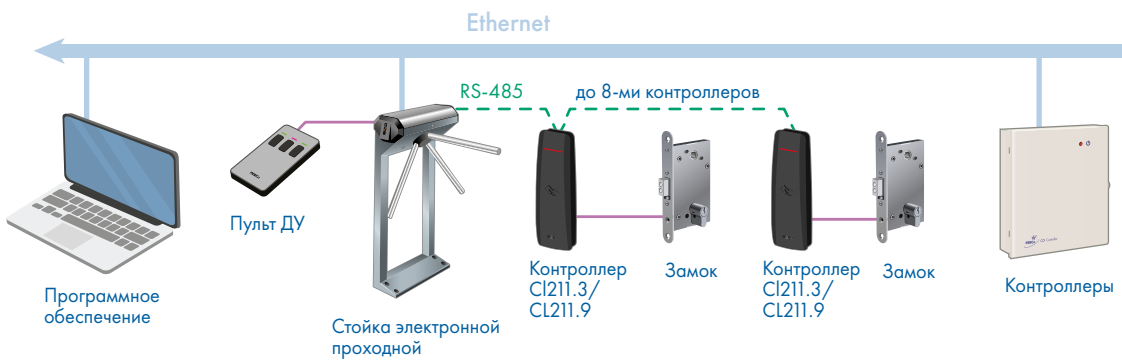 Ethernet
RS-485
до 8-ми контроллеров
Пульт ДУ
Программное
обеспечение
Стойка электронной
проходной
Контроллер
Cl211.3/
CL211.9
Замок
Контроллер
Cl211.3/
CL211.9
Замок
Контроллеры